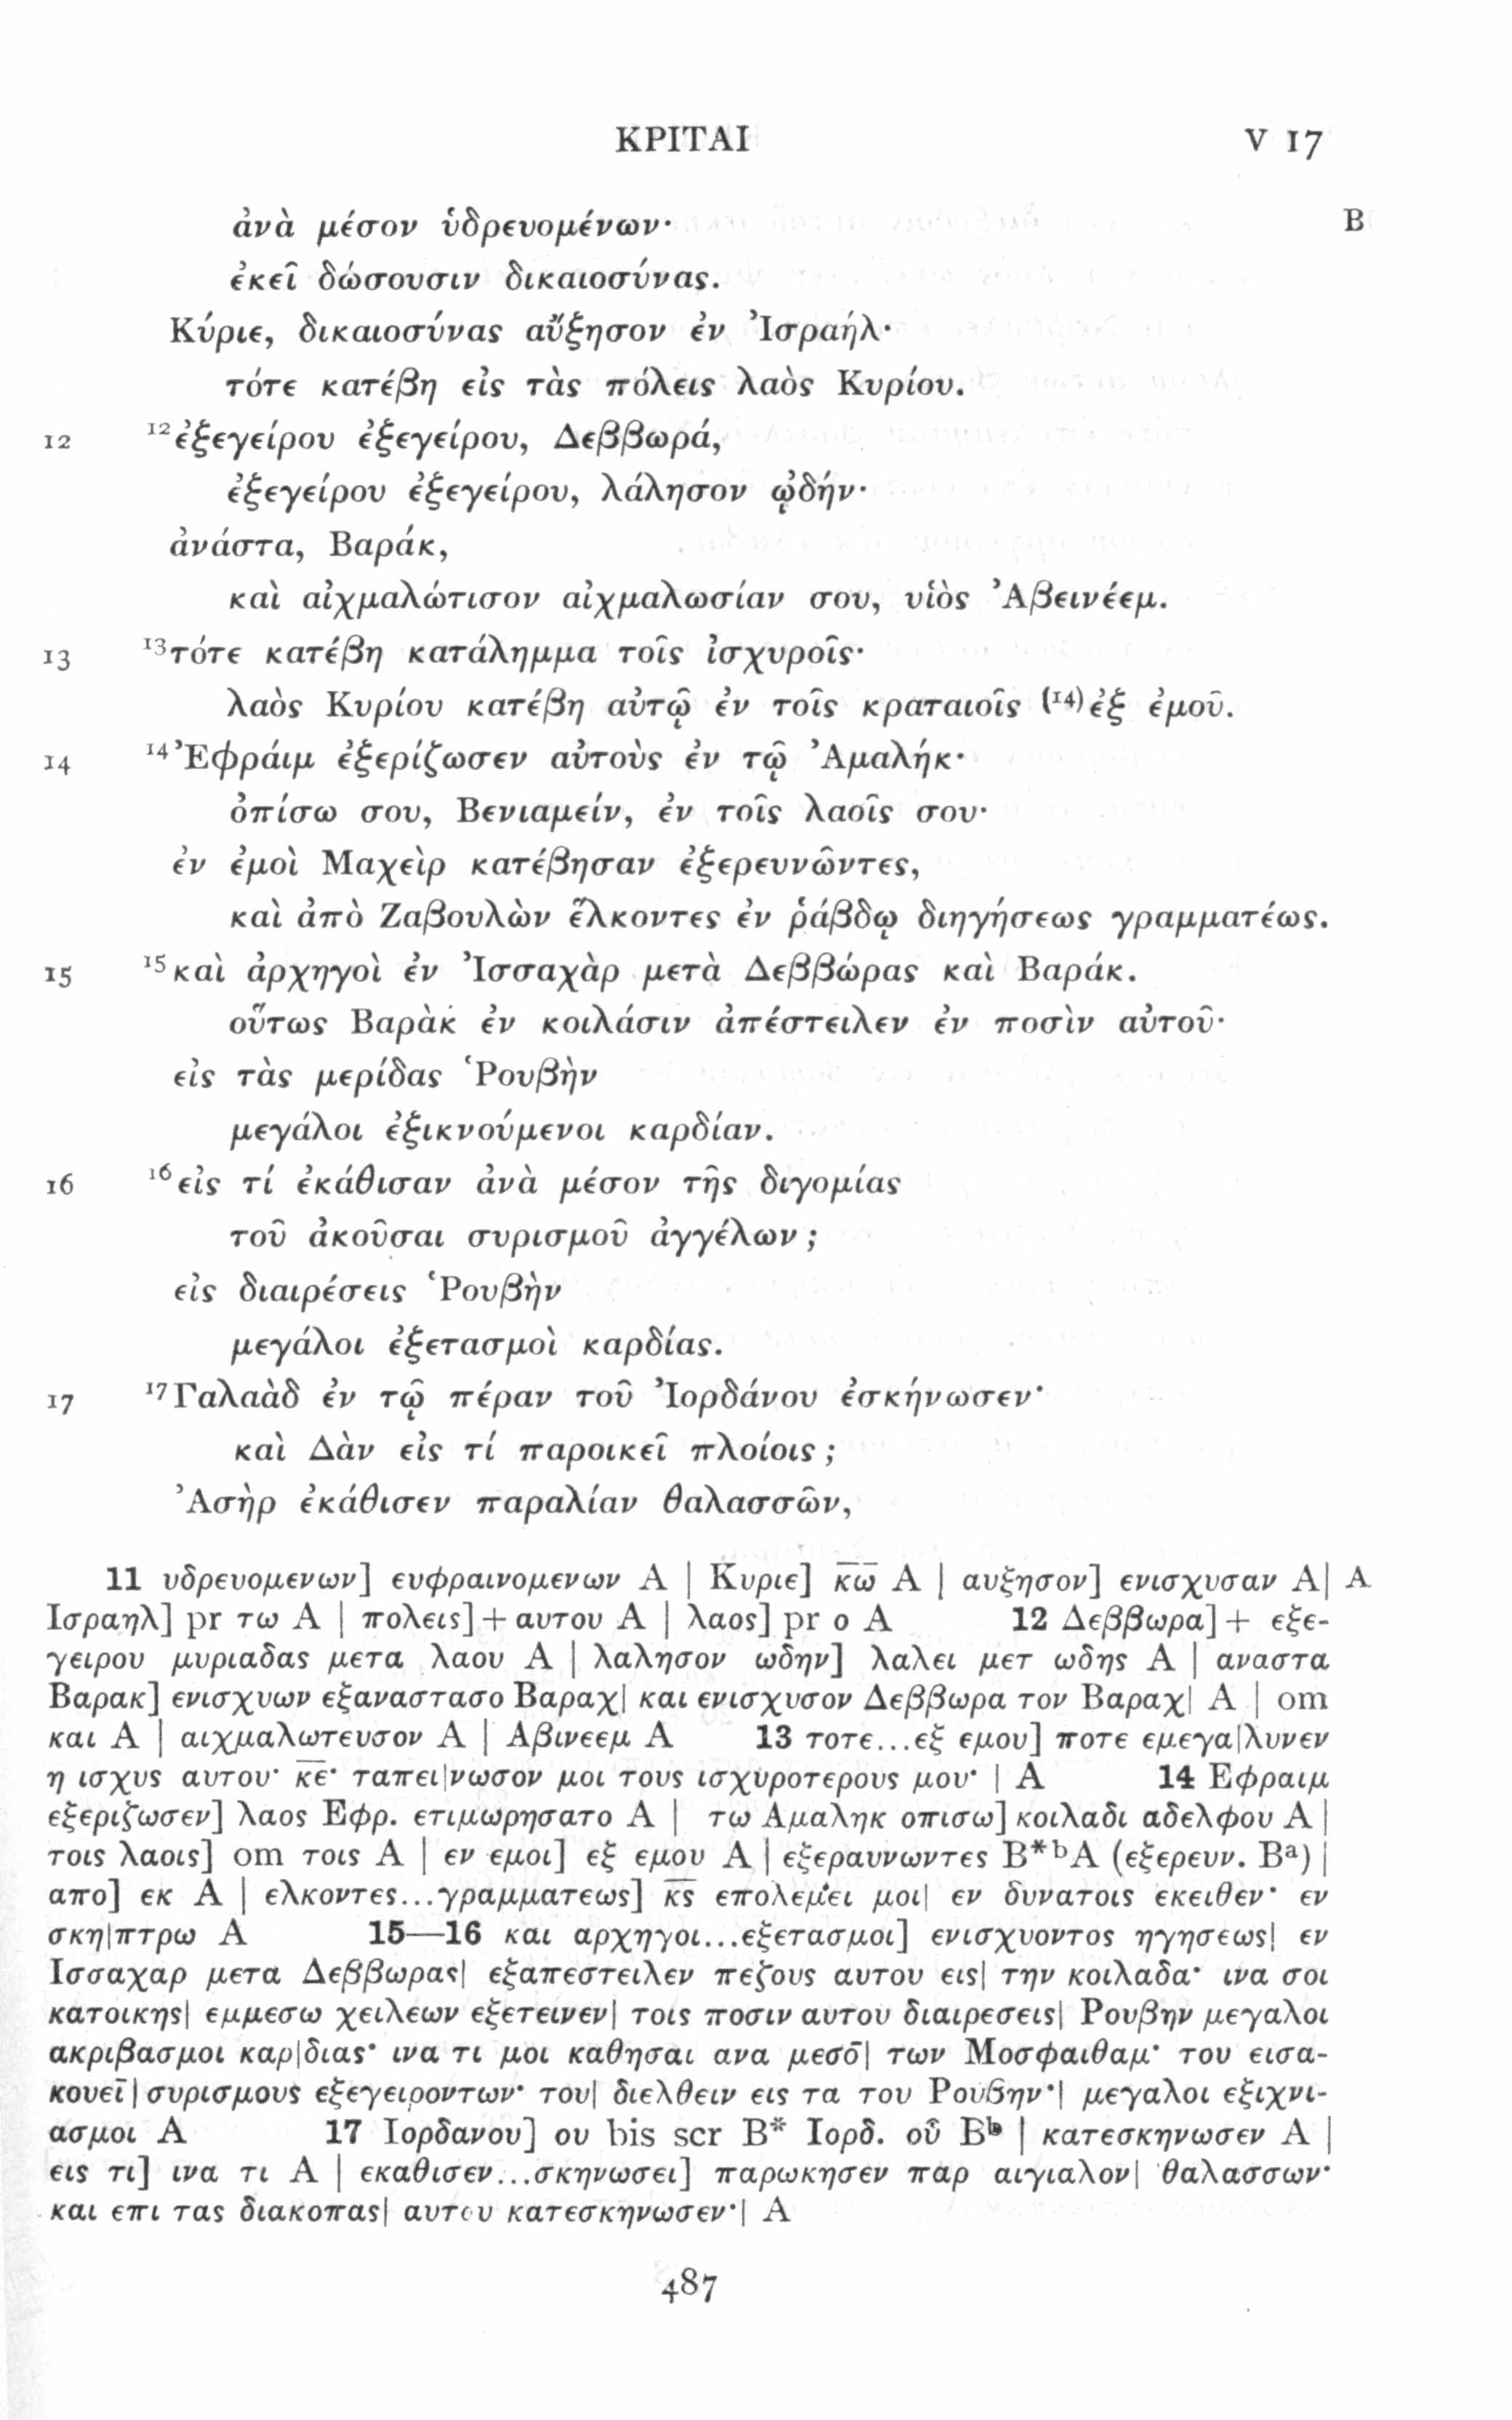 ΚΡΙΤΑΙ V 17
ἀνὰ μέσον ὑδρευομένων· B
ἐκεῖ δώσουσιν δικαιοσύνας.
Κύριε, δικαιοσύνας αὔξησον ἐν Ἰσραήλ·
τότε κατέβη εἰς τὰς πόλεις λαὸς Κυρίου.
12 ¹²ἐξεγείρου ἐξεγείρου, Δεββωρά,
ἐξεγείρου ἐξεγείρου, λάλησον ᾠδήν·
ἀνάστα, Βαράκ,
καὶ αἰχμαλώτισον αἰχμαλωσίαν σου, υἱὸς Ἀβεινέεμ.
13 ¹³τότε κατέβη κατάλημμα τοῖς ἰσχυροῖς·
λαὸς Κυρίου κατέβη αὐτῷ ἐν τοῖς κραταιοῖς ⁽¹⁴⁾ἐξ ἐμοῦ.
14 ¹⁴Ἐφράιμ ἐξερίζωσεν αὐτοὺς ἐν τῷ Ἀμαλήκ·
ὀπίσω σου, Βενιαμείν, ἐν τοῖς λαοῖς σου·
ἐν ἐμοὶ Μαχεὶρ κατέβησαν ἐξερευνῶντες,
καὶ ἀπὸ Ζαβουλὼν ἕλκοντες ἐν ῥάβδῳ διηγήσεως γραμματέως.
15 ¹⁵καὶ ἀρχηγοὶ ἐν Ἰσσαχὰρ μετὰ Δεββώρας καὶ Βαράκ.
οὕτως Βαρὰκ ἐν κοιλάσιν ἀπέστειλεν ἐν ποσὶν αὐτοῦ·
εἰς τὰς μερίδας Ῥουβὴν
μεγάλοι ἐξικνούμενοι καρδίαν.
16 ¹⁶εἰς τί ἐκάθισαν ἀνὰ μέσον τῆς διγομίας
τοῦ ἀκοῦσαι συρισμοῦ ἀγγέλων ;
εἰς διαιρέσεις Ῥουβὴν
μεγάλοι ἐξετασμοὶ καρδίας.
17 ¹⁷Γαλαὰδ ἐν τῷ πέραν τοῦ Ἰορδάνου ἐσκήνωσεν·
καὶ Δὰν εἰς τί παροικεῖ πλοίοις ;
Ἀσὴρ ἐκάθισεν παραλίαν θαλασσῶν,
11 υδρευομενων] ευφραινομενων A | Κυριε] κ̅ω̅ A | αυξησον] ενισχυσαν A| A
Ισραηλ] pr τω A | πολεις]+αυτου A | λαος] pr ο A 12 Δεββωρα]+ εξε-
γειρου μυριαδας μετα λαου A | λαλησον ωδην] λαλει μετ ωδης A | αναστα
Βαρακ] ενισχυων εξαναστασο Βαραχ| και ενισχυσον Δεββωρα τον Βαραχ| A | om
και A | αιχμαλωτευσον A | Αβινεεμ A 13 τοτε...εξ εμου] ποτε εμεγα|λυνεν
η ισχυς αυτου· κ̅ε̅· ταπει|νωσον μοι τους ισχυροτερους μου· | A 14 Εφραιμ
εξεριζωσεν] λαος Εφρ. ετιμωρησατο A | τω Αμαληκ οπισω] κοιλαδι αδελφου A |
τοις λαοις] om τοις A | εν εμοι] εξ εμου A | εξεραυνωντες B*ᵇA (εξερευν. Bᵃ) |
απο] εκ A | ελκοντες...γραμματεως] κ̅ς̅ επολεμει μοι| εν δυνατοις εκειθεν· εν
σκη|πτρω A 15—16 και αρχηγοι...εξετασμοι] ενισχυοντος ηγησεως| εν
Ισσαχαρ μετα Δεββωρας| εξαπεστειλεν πεζους αυτου εις| την κοιλαδα· ινα σοι
κατοικης| εμμεσω χειλεων εξετεινεν| τοις ποσιν αυτου διαιρεσεις| Ρουβην μεγαλοι
ακριβασμοι καρ|διας· ινα τι μοι καθησαι ανα μεσο̅| των Μοσφαιθαμ· του εισα-
κουει̅| συρισμους εξεγειροντων· του| διελθειν εις τα του Ρουβην·| μεγαλοι εξιχνι-
ασμοι A 17 Ιορδανου] ου bis scr B* Ιορδ. οὗ Bᵇ | κατεσκηνωσεν A |
εις τι] ινα τι A | εκαθισεν...σκηνωσει] παρωκησεν παρ αιγιαλον| θαλασσων·
και επι τας διακοπας| αυτου κατεσκηνωσεν·| A
487